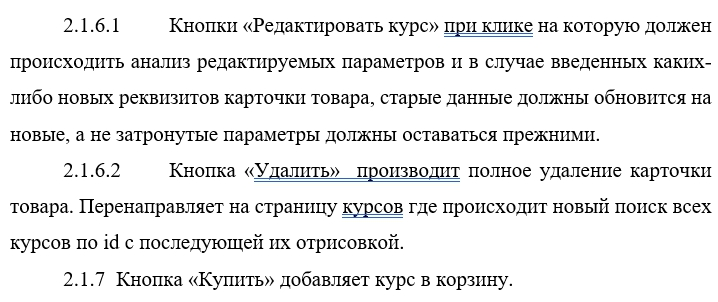 2.1.6.1 Кнопки «Редактировать курс» при клике на которую должен
происходить анализ редактируемых параметров и в случае введенных каких-
либо новых реквизитов карточки товара, старые данные должны обновится на
новые, а не затронутые параметры должны оставаться прежними.
2.1.6.2 Кнопка «Удалить» производит полное удаление карточки
товара. Перенаправляет на страницу курсов где происходит новый поиск всех
курсов по id с последующей их отрисовкой.
2.1.7 Кнопка «Купить» добавляет курс в корзину.